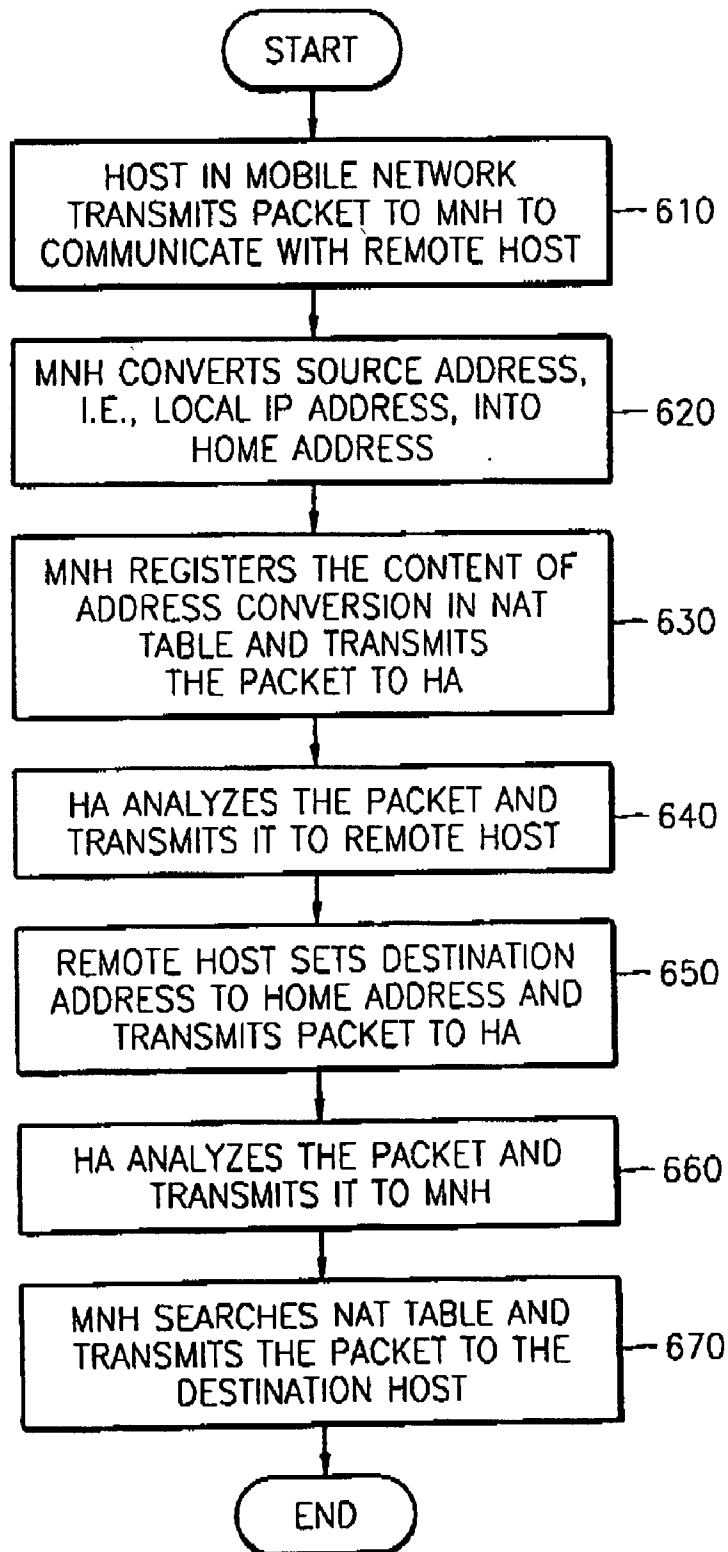 START
HOST IN MOBILE NETWORK
TRANSMITS PACKET TO MNH TO
COMMUNICATE WITH REMOTE HOST
610
MNH CONVERTS SOURCE ADDRESS,
I.E., LOCAL IP ADDRESS, INTO
HOME ADDRESS
620
MNH REGISTERS THE CONTENT OF
ADDRESS CONVERSION IN NAT
TABLE AND TRANSMITS
THE PACKET TO HA
630
HA ANALYZES THE PACKET AND
TRANSMITS IT TO REMOTE HOST
640
REMOTE HOST SETS DESTINATION
ADDRESS TO HOME ADDRESS AND
TRANSMITS PACKET TO HA
650
HA ANALYZES THE PACKET AND
TRANSMITS IT TO MNH
660
MNH SEARCHES NAT TABLE AND
TRANSMITS THE PACKET TO THE
DESTINATION HOST
670
END